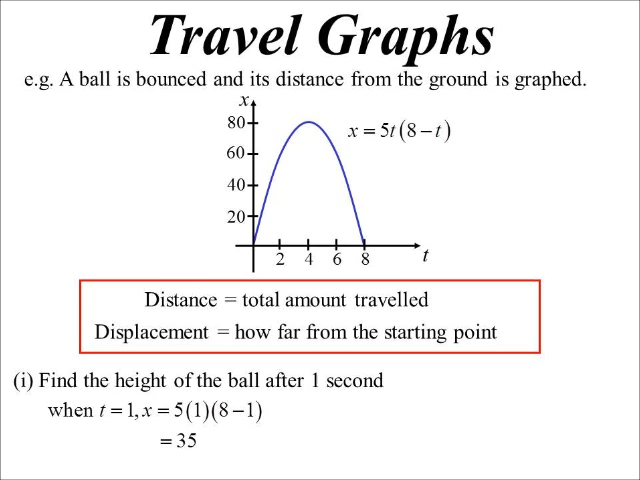 Travel Graphs
e.g. A ball is bounced and its distance from the ground is graphed.
x
80
60
40
20
x = 5t(8 – t)
2 4 6 8 t
Distance = total amount travelled
Displacement = how far from the starting point
(i) Find the height of the ball after 1 second
when t = 1, x = 5(1)(8 – 1)
= 35